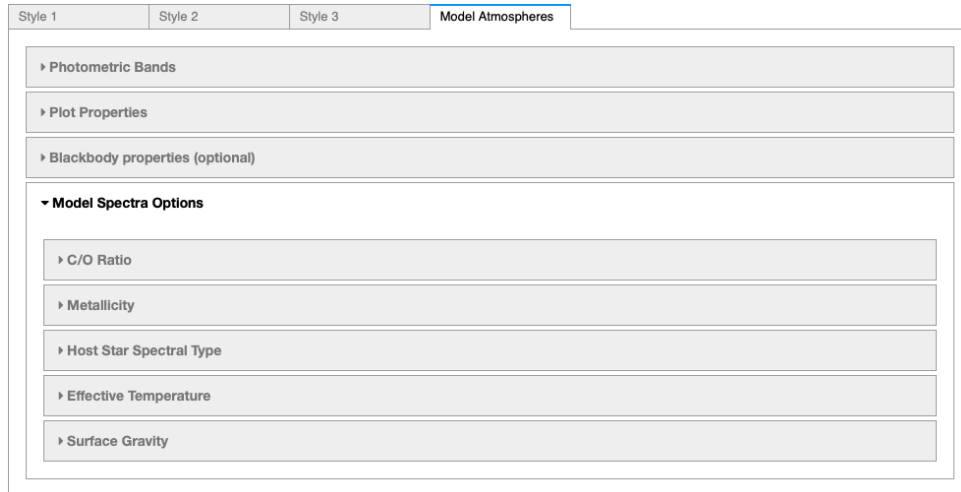 Style 1 Style 2 Style 3 Model Atmospheres
Photometric Bands
Plot Properties
Blackbody properties (optional)
Model Spectra Options
C/O Ratio
Metallicity
Host Star Spectral Type
Effective Temperature
Surface Gravity